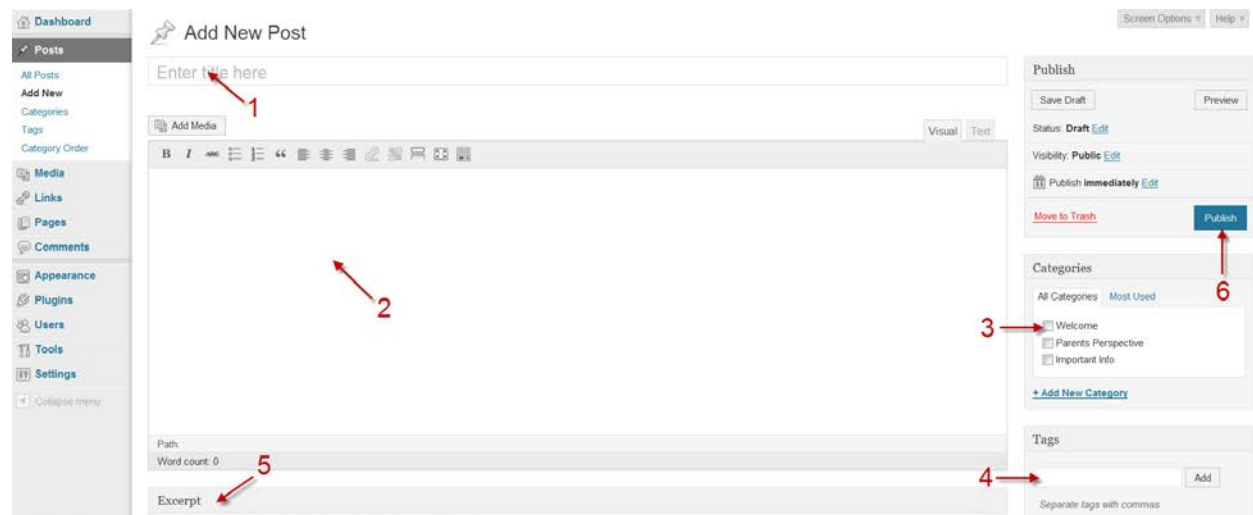 Dashboard
Posts
All Posts
Add New
Categories
Tags
Category Order
Media
Links
Pages
Comments
Appearance
Plugins
Users
Tools
Settings
Collapse menu
Screen Options
Help
Add New Post
Enter title here
1
Add Media
Visual
Text
B I ABC
2
Path:
Word count: 0
5
Excerpt
Publish
Save Draft
Preview
Status: Draft Edit
Visibility: Public Edit
Publish immediately Edit
Move to Trash
Publish
6
Categories
All Categories
Most Used
3
Welcome
Parents Perspective
Important Info
+ Add New Category
Tags
4
Add
Separate tags with commas